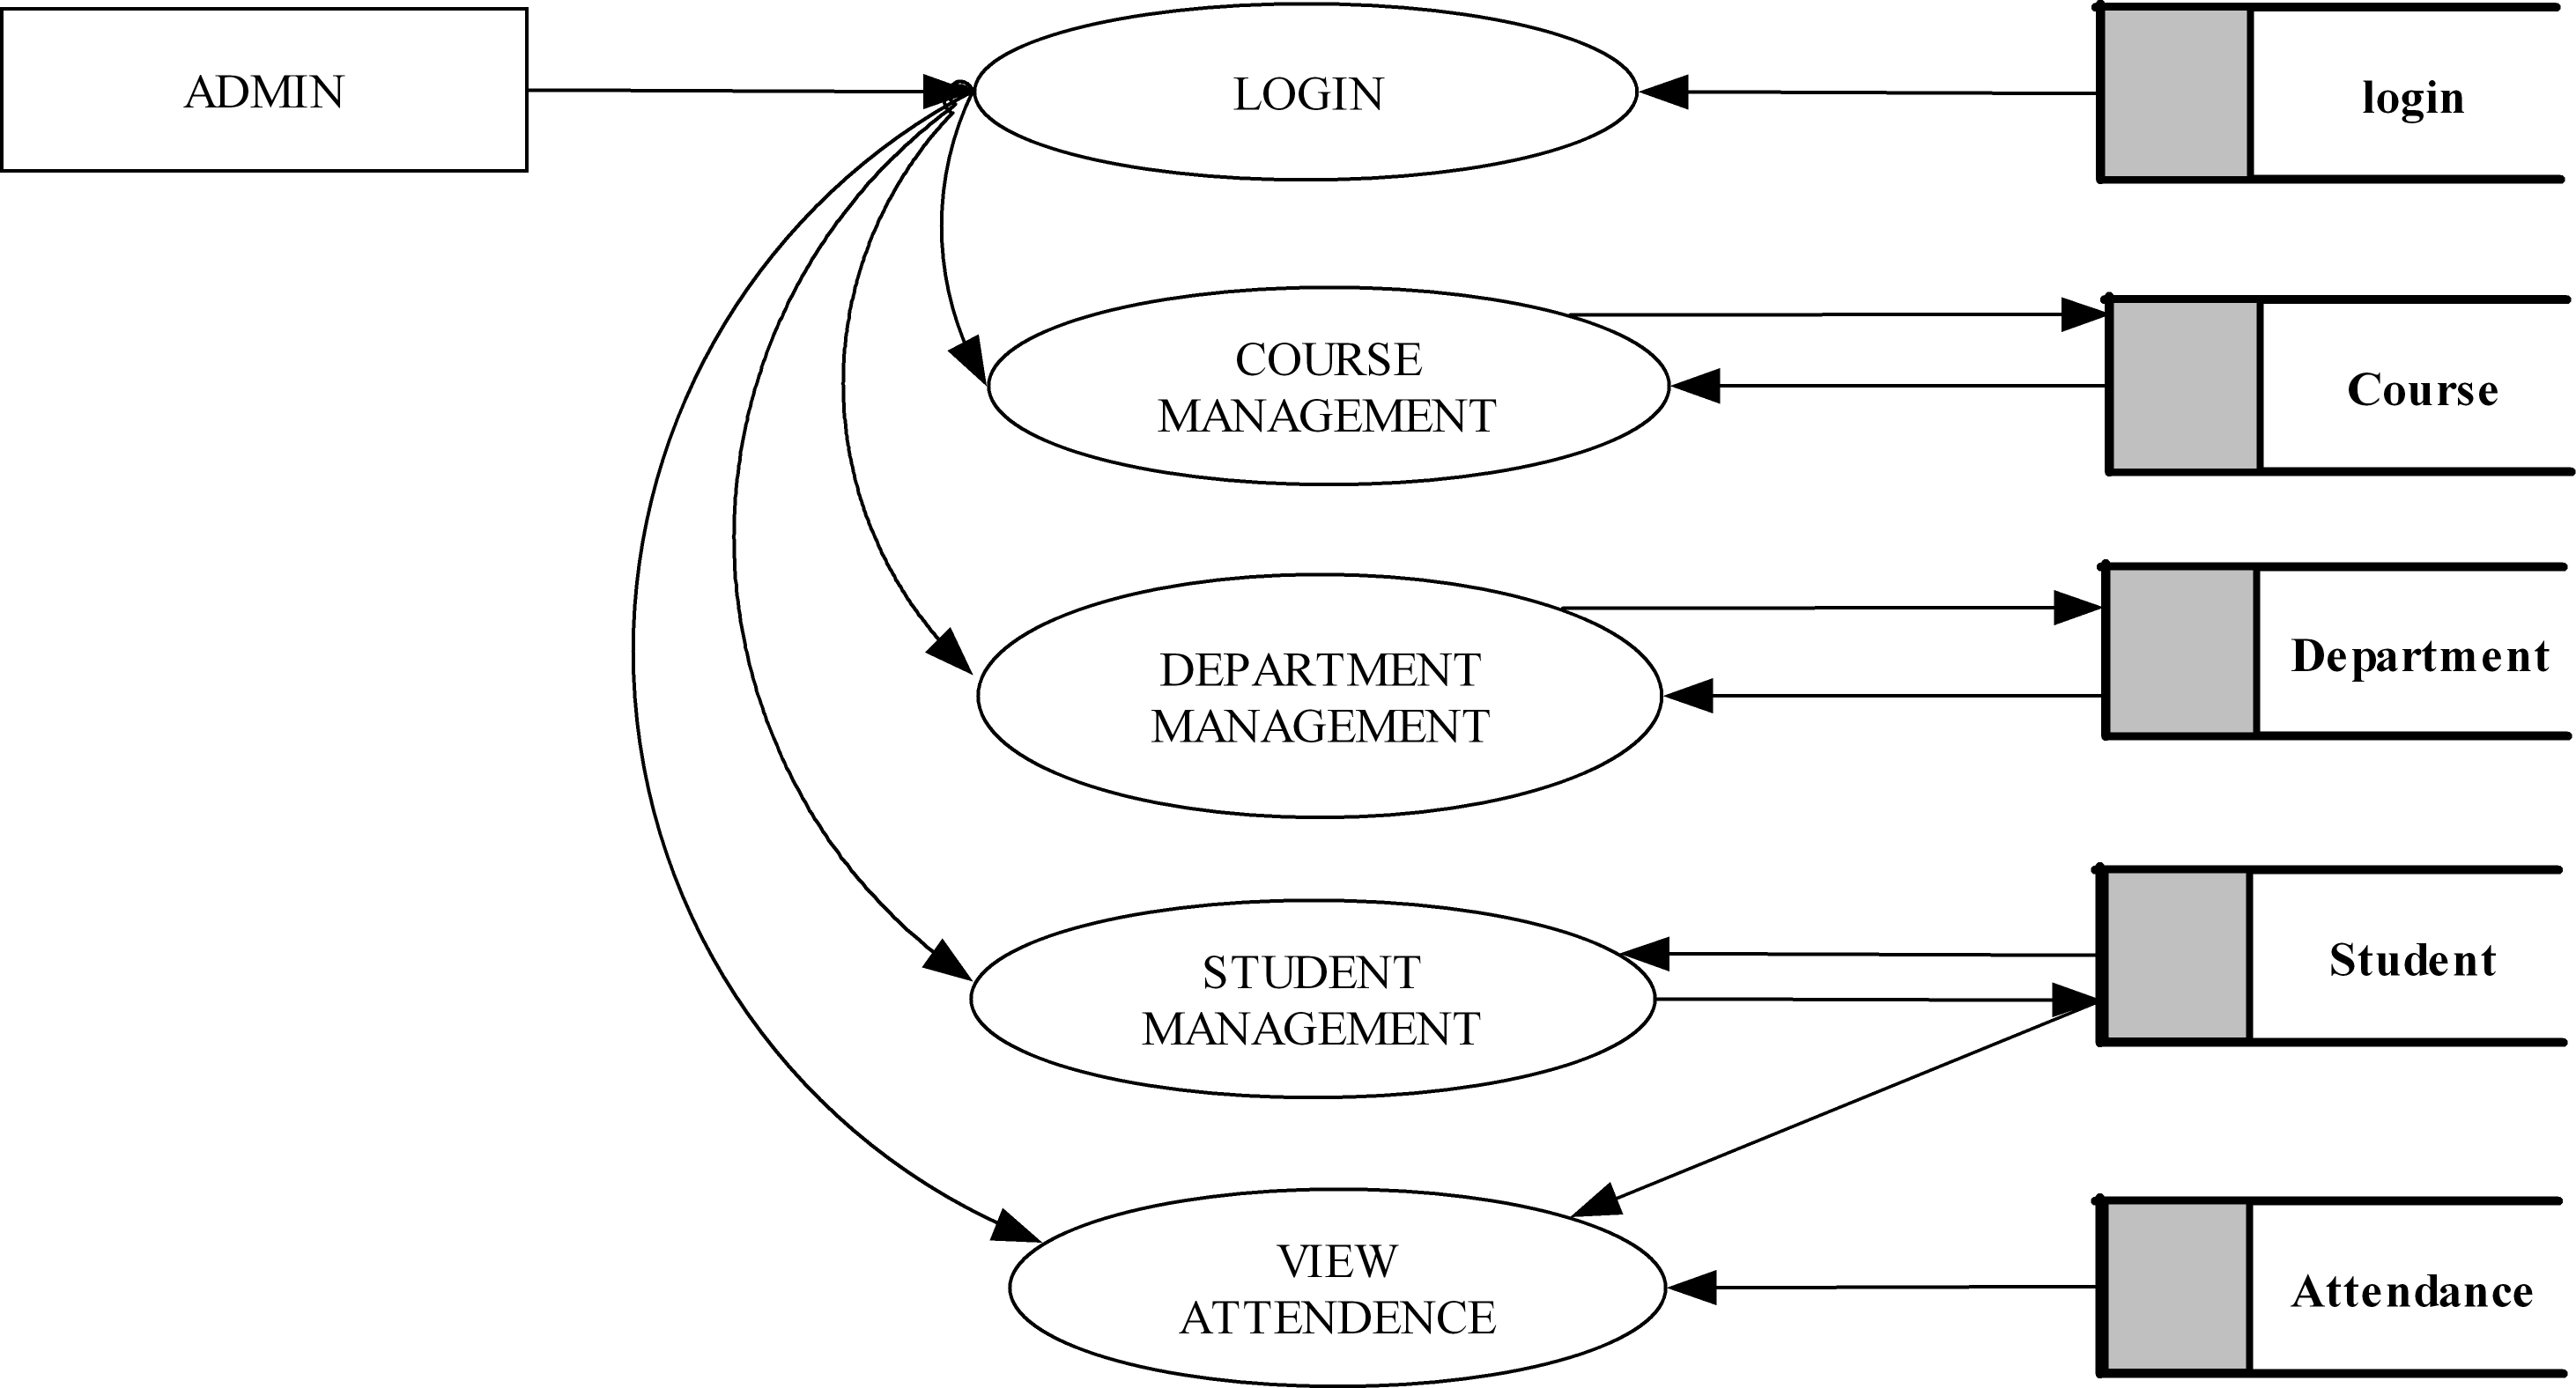 ADMIN
LOGIN
login
COURSE
MANAGEMENT
Course
DEPARTMENT
MANAGEMENT
Department
STUDENT
MANAGEMENT
Student
VIEW
ATTENDENCE
Attendance